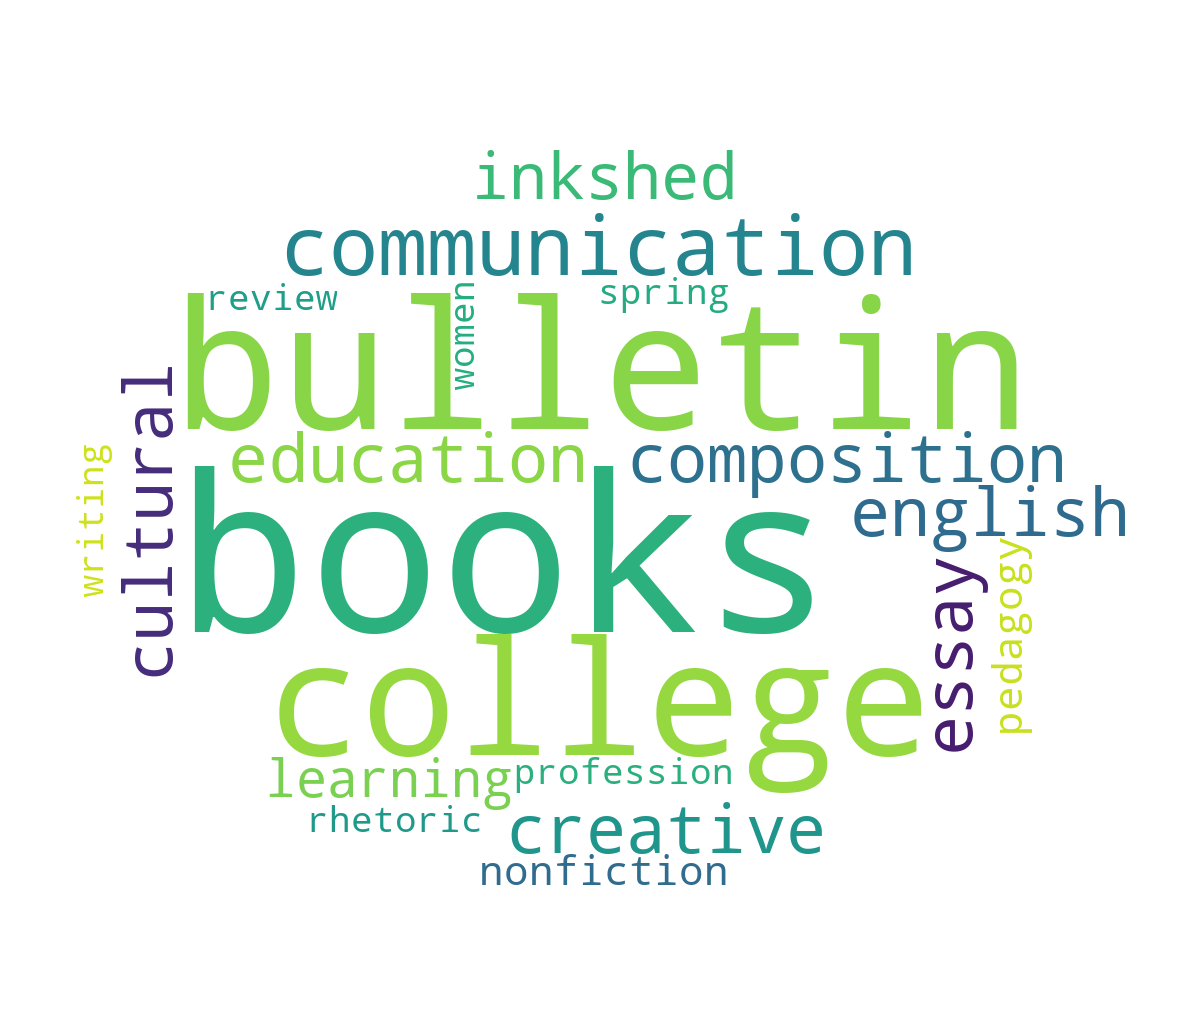 inkshed
communication
review
women
spring
bulletin
cultural
writing
education
composition
books
english
essay
pedagogy
college
learning
profession
rhetoric
creative
nonfiction